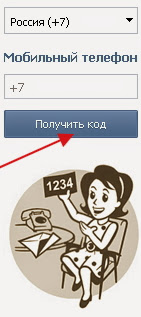 Россия (+7)
Мобильный телефон
+7
Получить код
1234